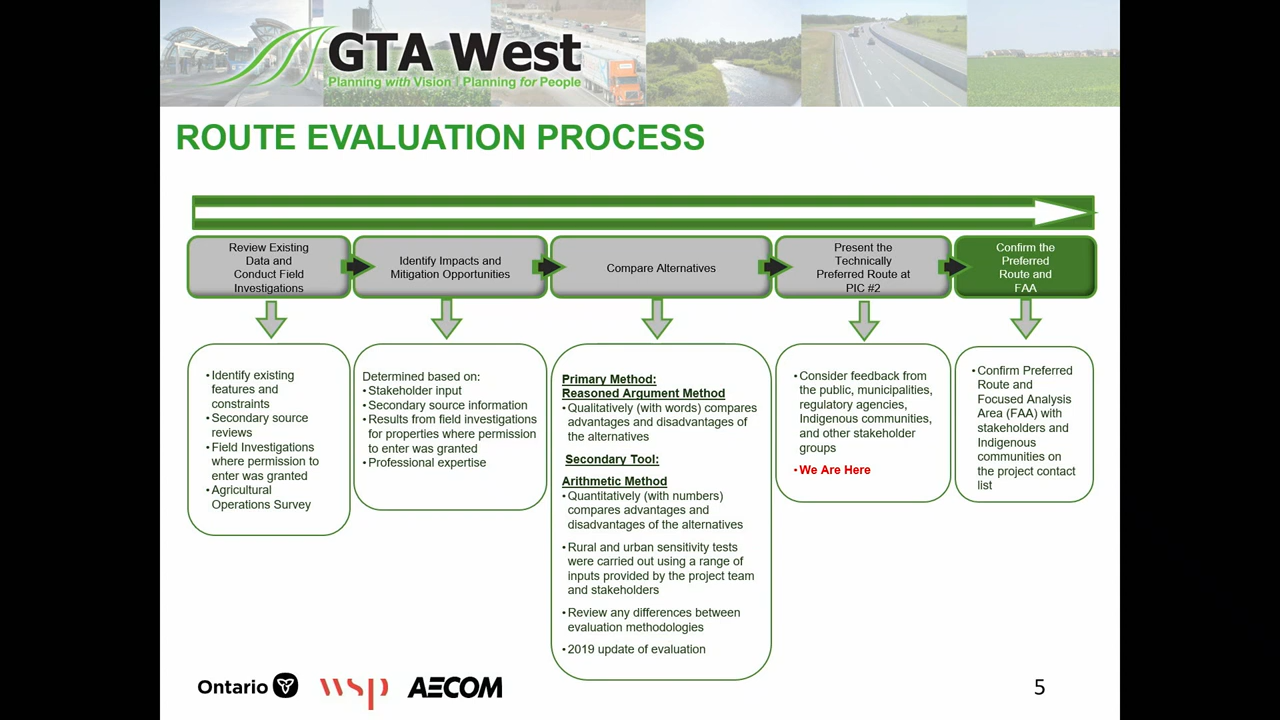 GTA West
Planning with Vision | Planning for People
ROUTE EVALUATION PROCESS
Review Existing
Data and
Conduct Field
Investigations
Identify Impacts and
Mitigation Opportunities
Compare Alternatives
Present the
Technically
Preferred Route at
PIC #2
Confirm the
Preferred
Route and
FAA
• Identify existing
features and
constraints
• Secondary source
reviews
• Field Investigations
where permission to
enter was granted
• Agricultural
Operations Survey
Determined based on:
• Stakeholder input
• Secondary source information
• Results from field investigations
for properties where permission
to enter was granted
• Professional expertise
Primary Method:
Reasoned Argument Method
• Qualitatively (with words) compares
advantages and disadvantages of
the alternatives
Secondary Tool:
Arithmetic Method
• Quantitatively (with numbers)
compares advantages and
disadvantages of the alternatives
• Rural and urban sensitivity tests
were carried out using a range of
inputs provided by the project team
and stakeholders
• Review any differences between
evaluation methodologies
• 2019 update of evaluation
• Consider feedback from
the public, municipalities,
regulatory agencies,
Indigenous communities,
and other stakeholder
groups
• We Are Here
• Confirm Preferred
Route and
Focused Analysis
Area (FAA) with
stakeholders and
Indigenous
communities on
the project contact
list
Ontario
wsp
AECOM
5